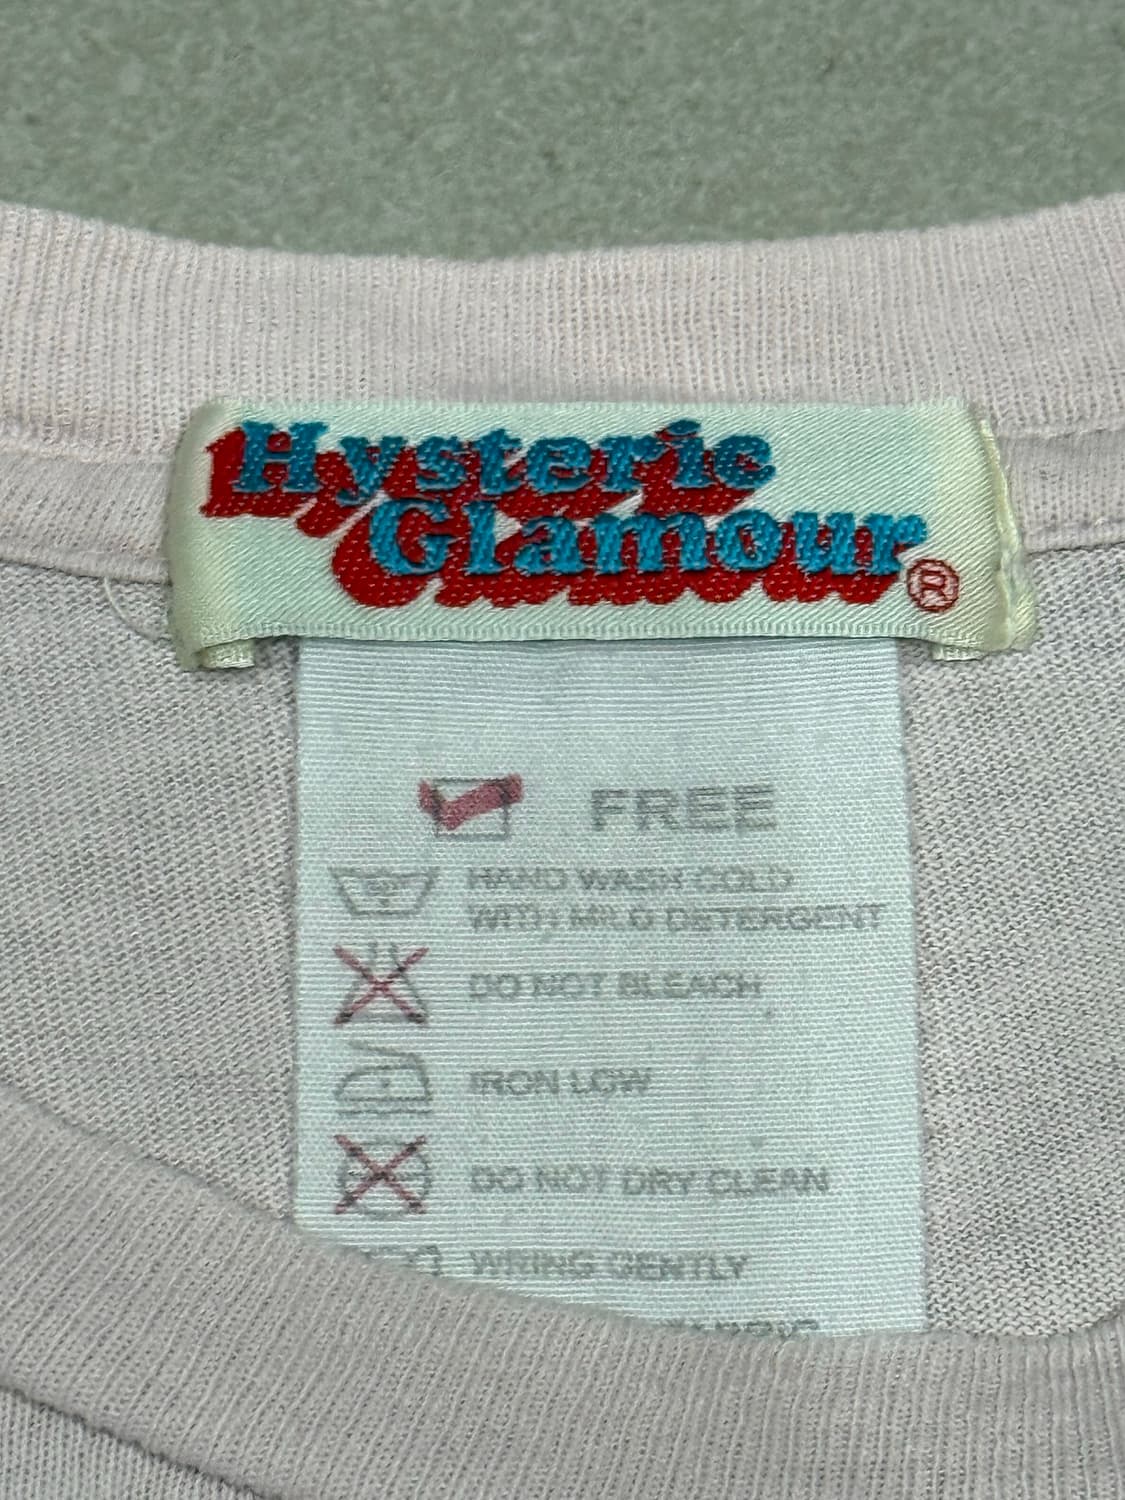 Hysteric
Glamour
®
FREE
30°
HAND WASH COLD
WITH MILD DETERGENT
DO NOT BLEACH
IRON LOW
DO NOT DRY CLEAN
WRING GENTLY